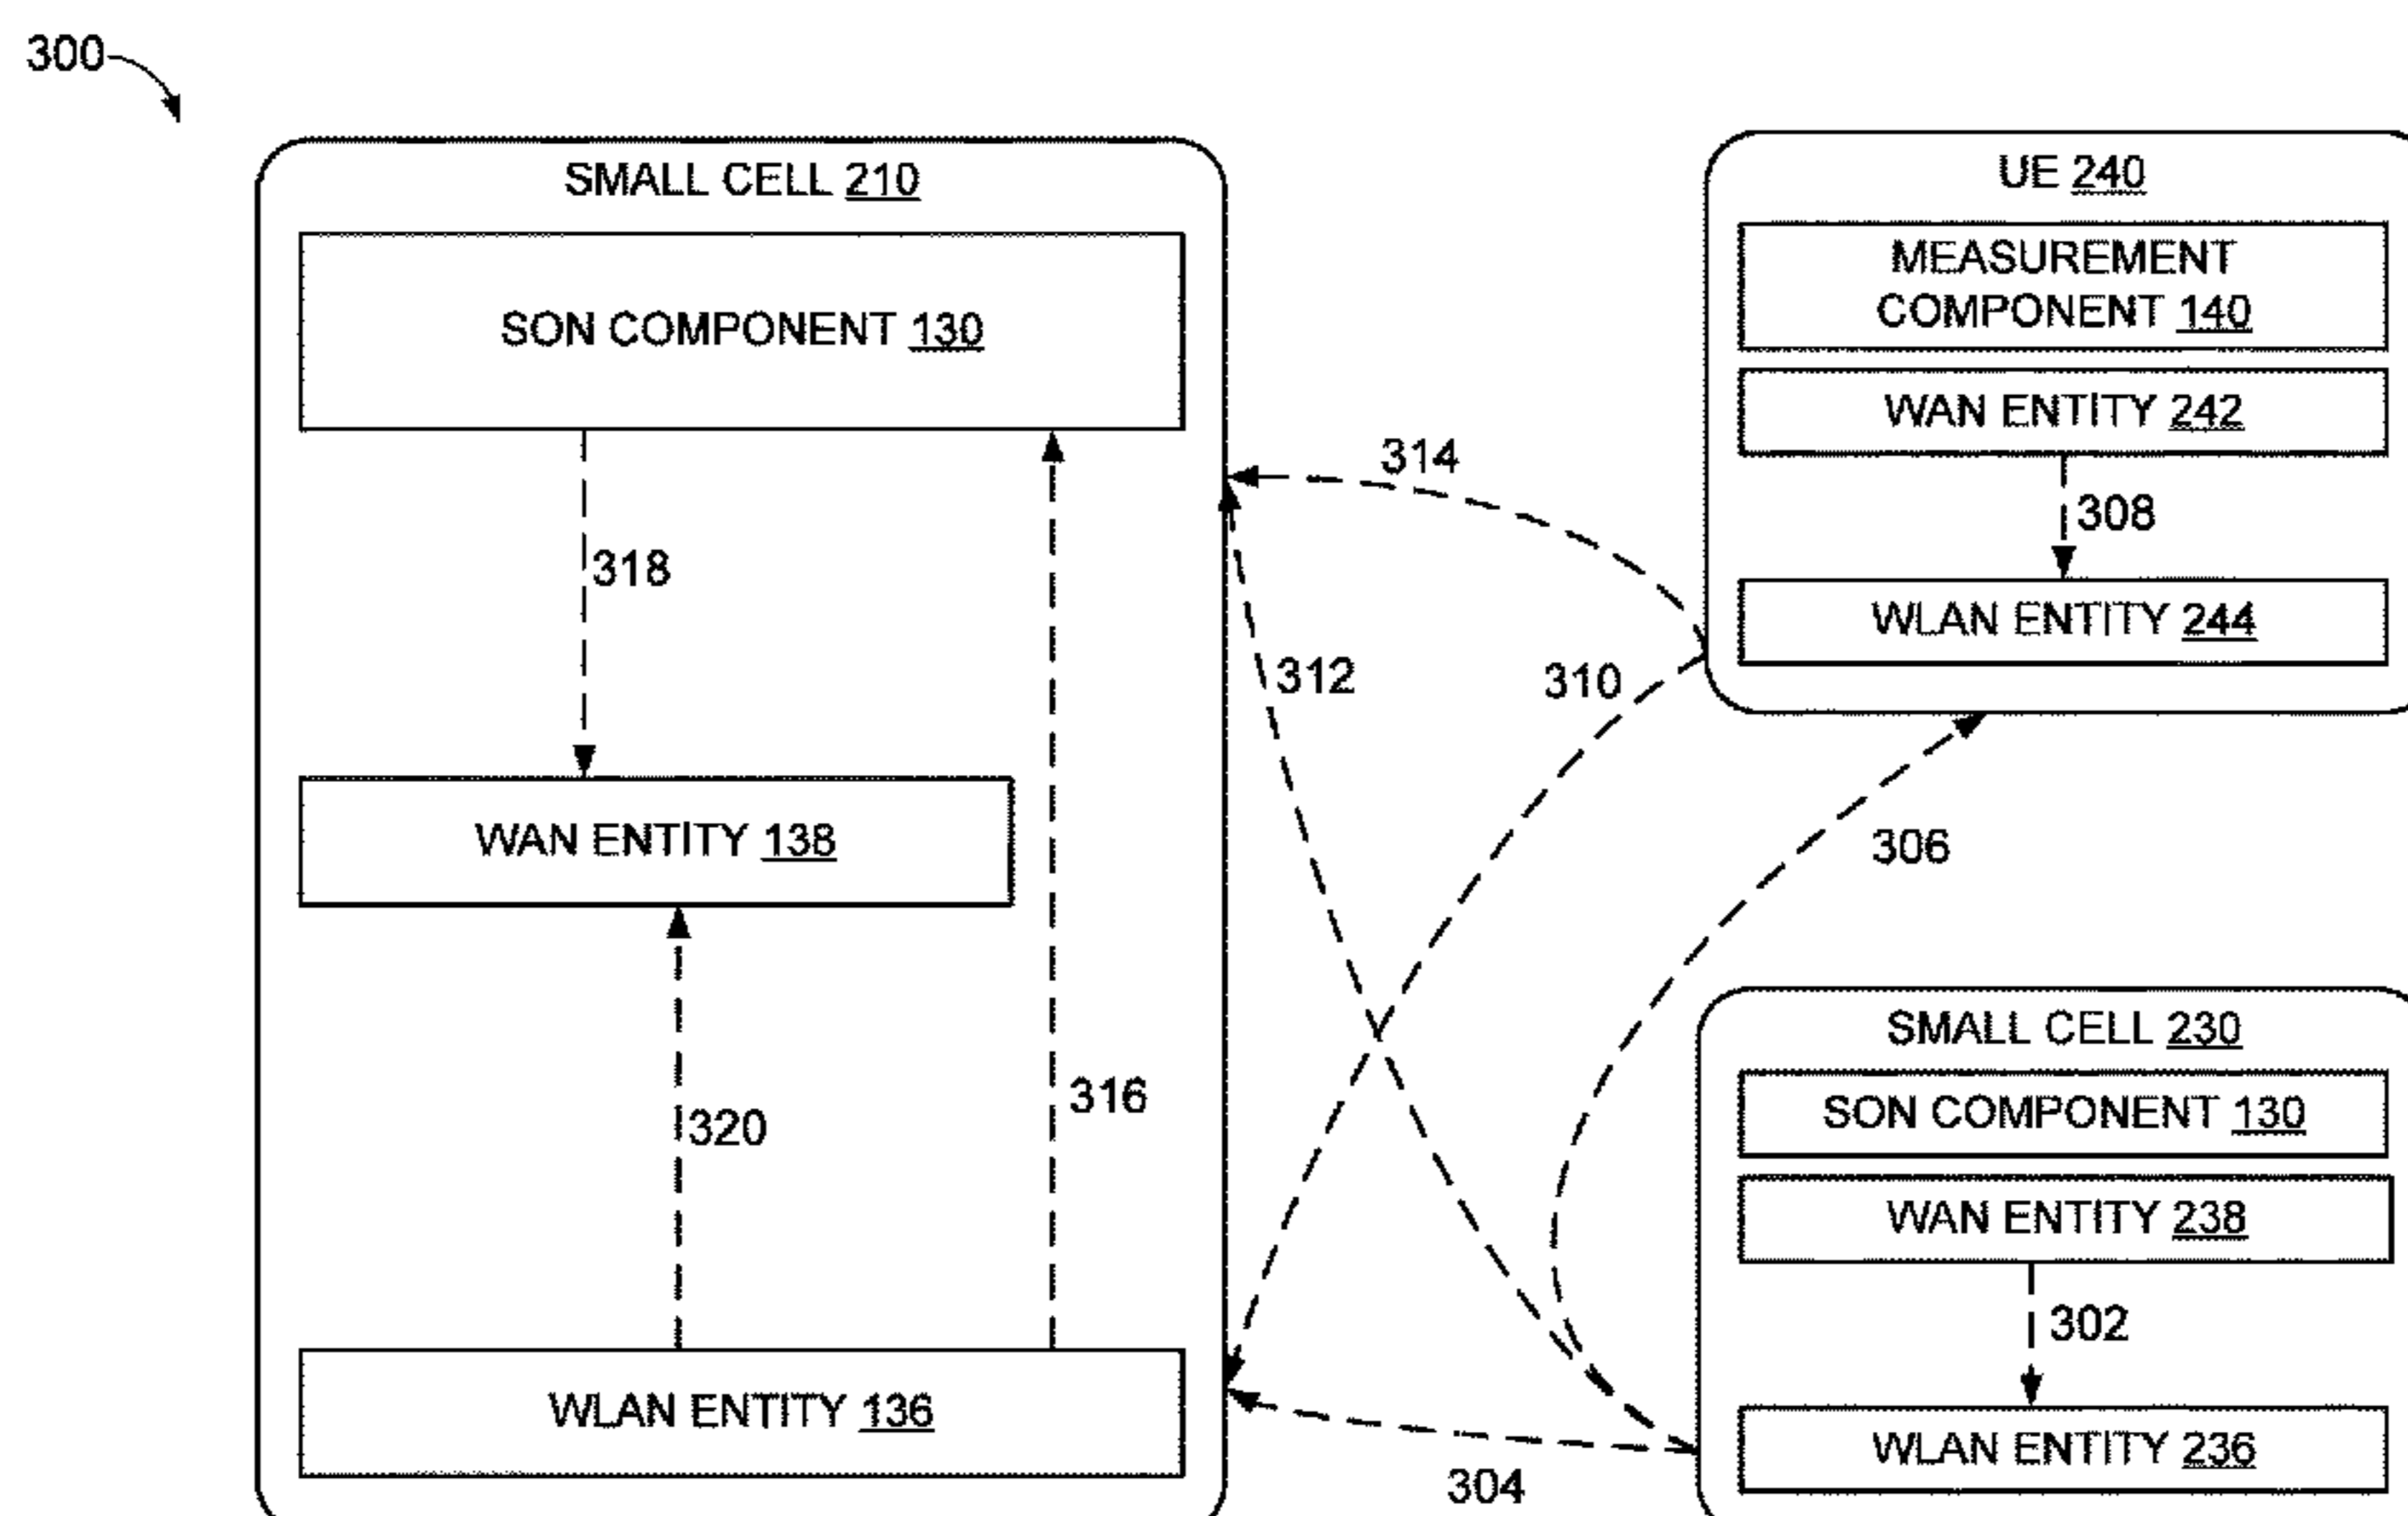 300
SMALL CELL 210
SON COMPONENT 130
318
WAN ENTITY 138
320
316
WLAN ENTITY 136
314
312
310
306
304
UE 240
MEASUREMENT
COMPONENT 140
WAN ENTITY 242
308
WLAN ENTITY 244
SMALL CELL 230
SON COMPONENT 130
WAN ENTITY 238
302
WLAN ENTITY 236